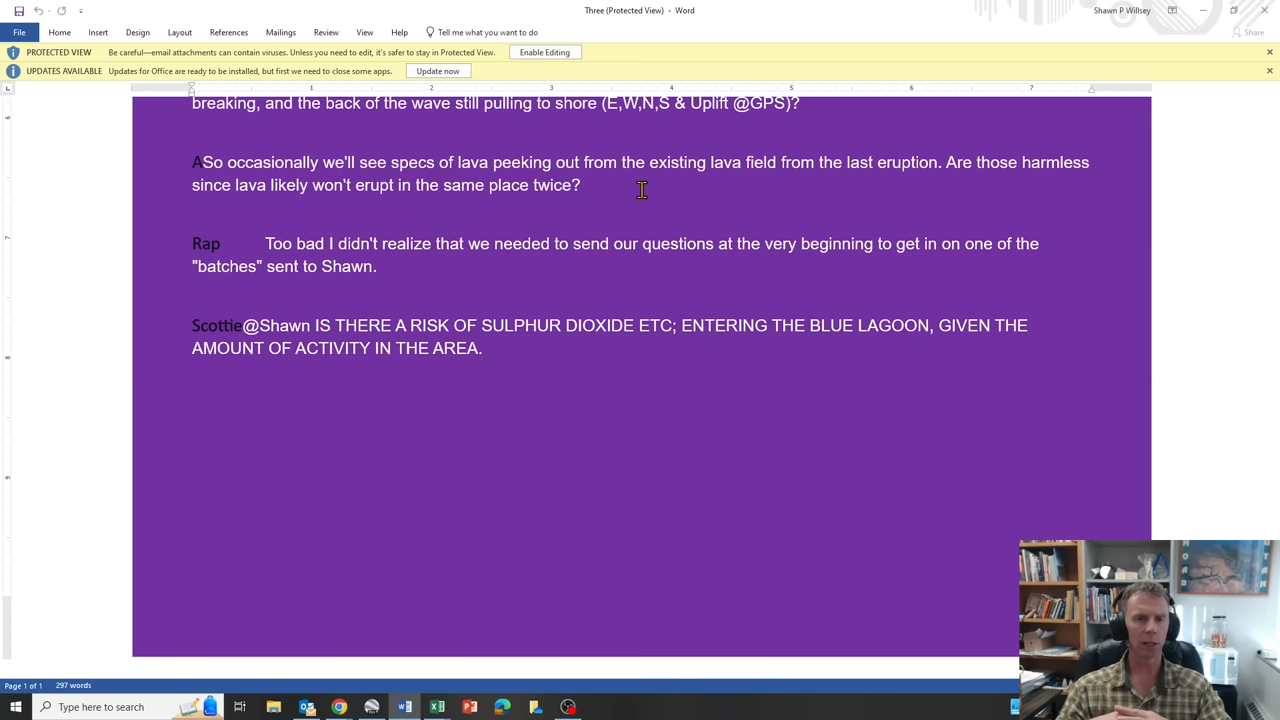 Three (Protected View) - Word
Shawn P Willsey
File Home Insert Design Layout References Mailings Review View Help Tell me what you want to do Share
PROTECTED VIEW Be careful—email attachments can contain viruses. Unless you need to edit, it's safer to stay in Protected View. Enable Editing
UPDATES AVAILABLE Updates for Office are ready to be installed, but first we need to close some apps. Update now
1 2 3 4 5 6 7
breaking, and the back of the wave still pulling to shore (E,W,N,S & Uplift @GPS)?
ASo occasionally we'll see specs of lava peeking out from the existing lava field from the last eruption. Are those harmless
since lava likely won't erupt in the same place twice?
Rap Too bad I didn't realize that we needed to send our questions at the very beginning to get in on one of the
"batches" sent to Shawn.
Scottie@Shawn IS THERE A RISK OF SULPHUR DIOXIDE ETC; ENTERING THE BLUE LAGOON, GIVEN THE
AMOUNT OF ACTIVITY IN THE AREA.
Page 1 of 1 297 words
Type here to search